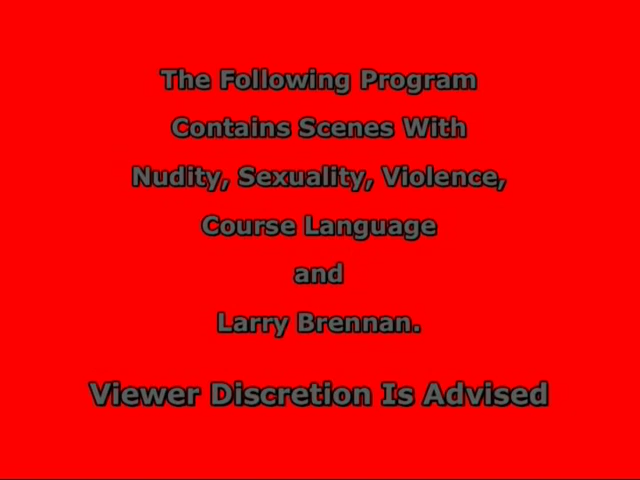 The Following Program
Contains Scenes With
Nudity, Sexuality, Violence,
Course Language
and
Larry Brennan.
Viewer Discretion Is Advised